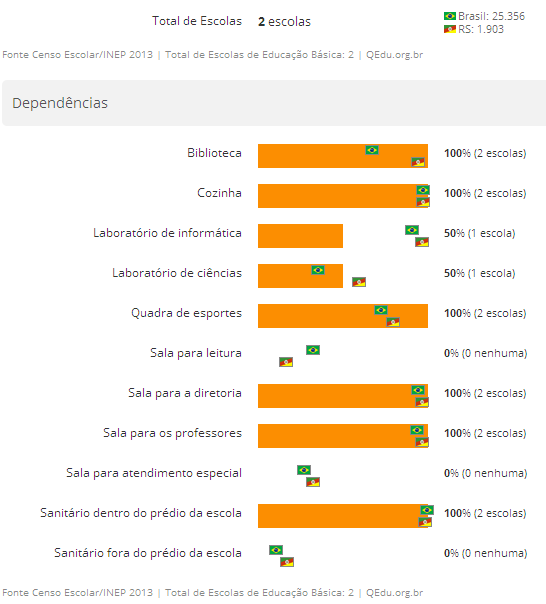 Total de Escolas 2 escolas Brasil: 25.356
RS: 1.903
Fonte Censo Escolar/INEP 2013 | Total de Escolas de Educação Básica: 2 | QEdu.org.br
Dependências
Biblioteca 100% (2 escolas)
Cozinha 100% (2 escolas)
Laboratório de informática 50% (1 escola)
Laboratório de ciências 50% (1 escola)
Quadra de esportes 100% (2 escolas)
Sala para leitura 0% (0 nenhuma)
Sala para a diretoria 100% (2 escolas)
Sala para os professores 100% (2 escolas)
Sala para atendimento especial 0% (0 nenhuma)
Sanitário dentro do prédio da escola 100% (2 escolas)
Sanitário fora do prédio da escola 0% (0 nenhuma)
Fonte Censo Escolar/INEP 2013 | Total de Escolas de Educação Básica: 2 | QEdu.org.br